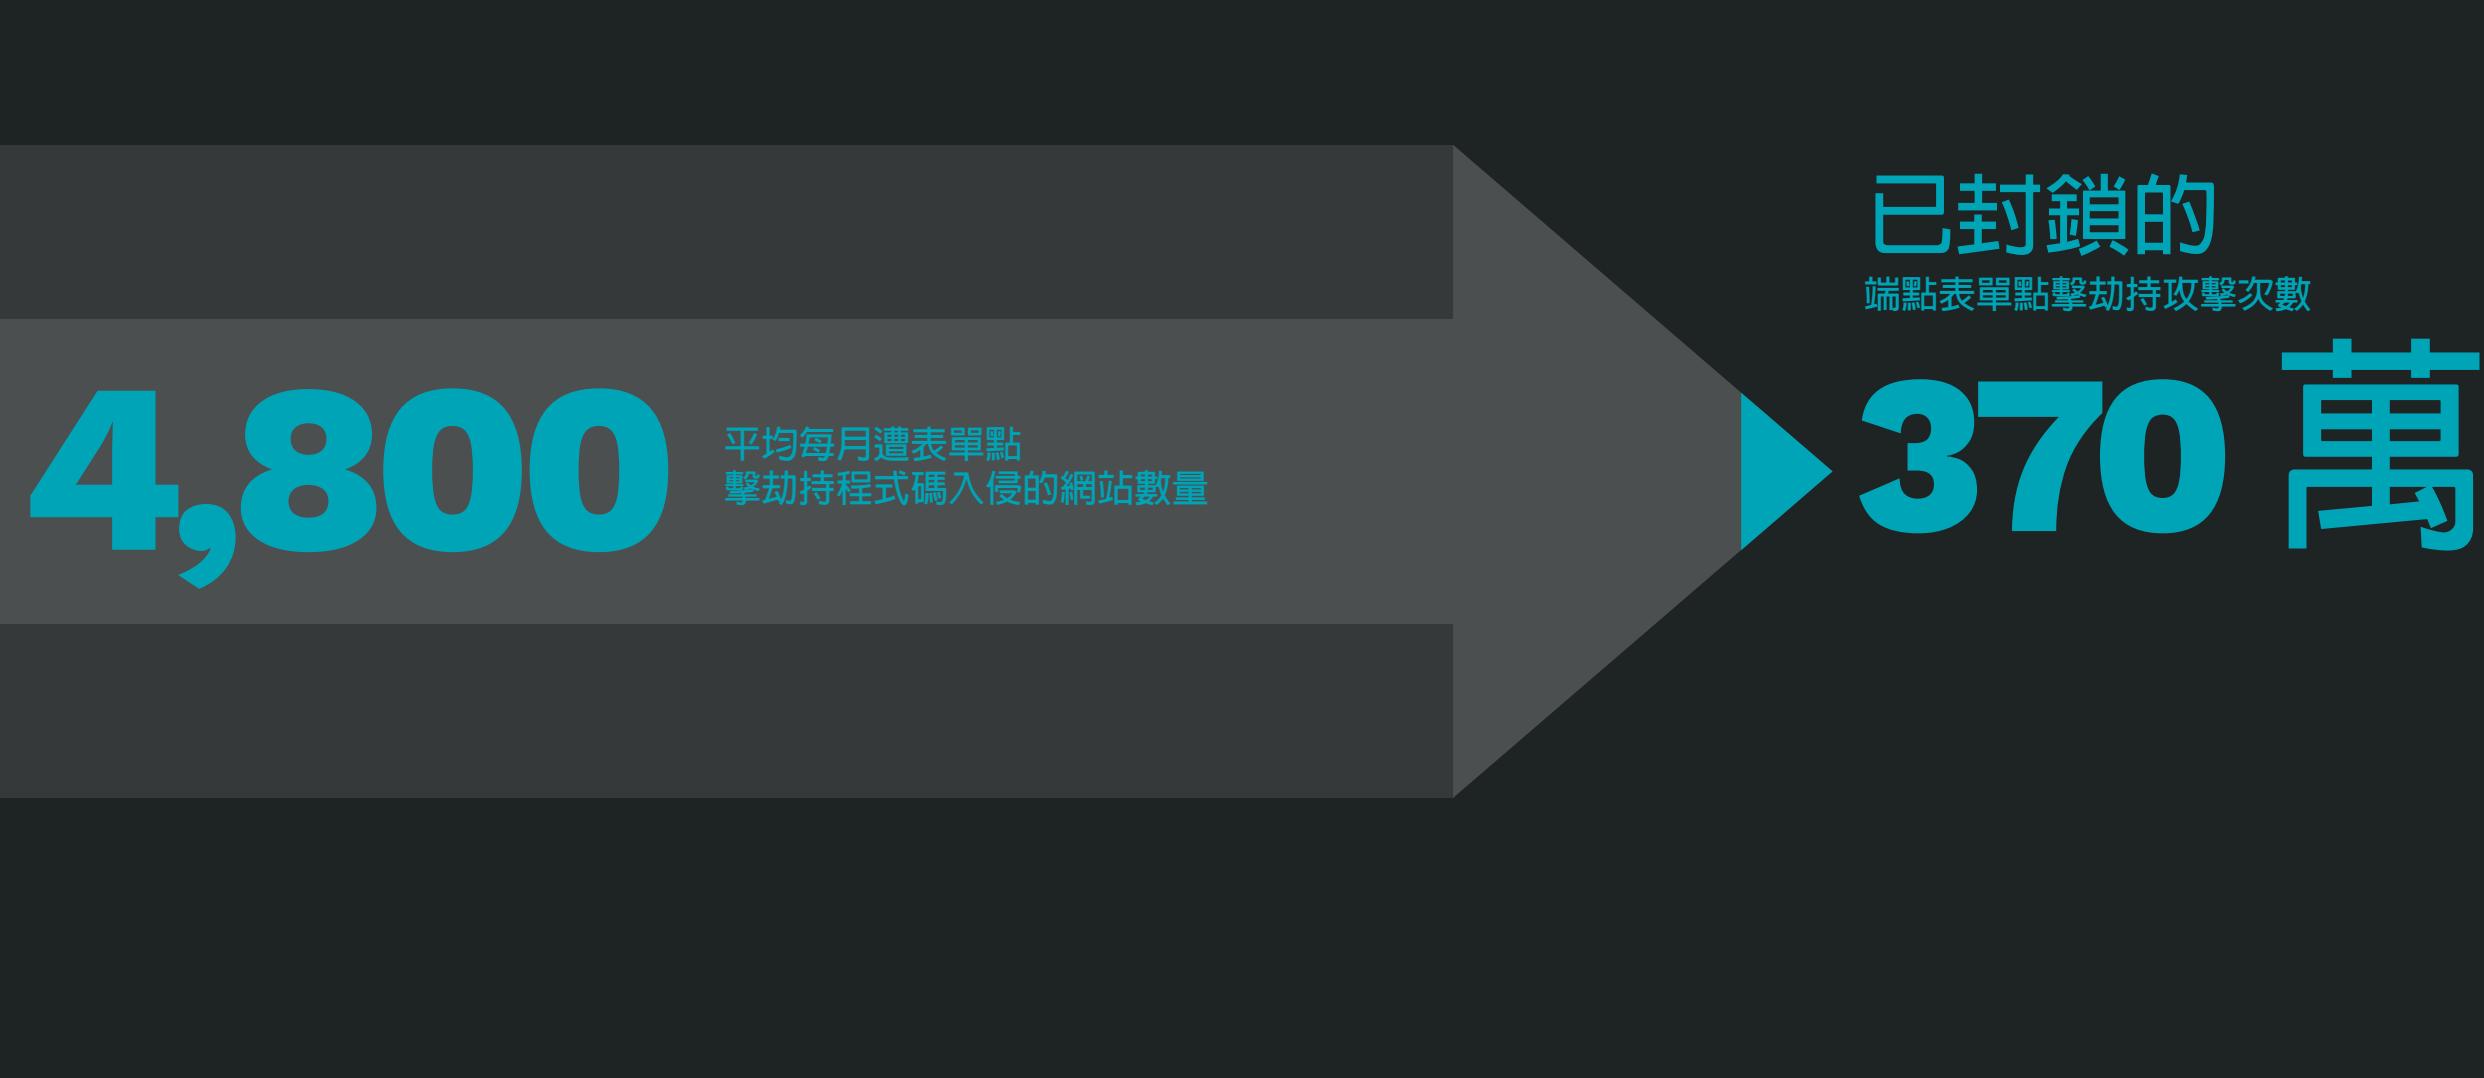 4,800
平均每月遭表單點
擊劫持程式碼入侵的網站數量
已封鎖的
端點表單點擊劫持攻擊次數
370 萬